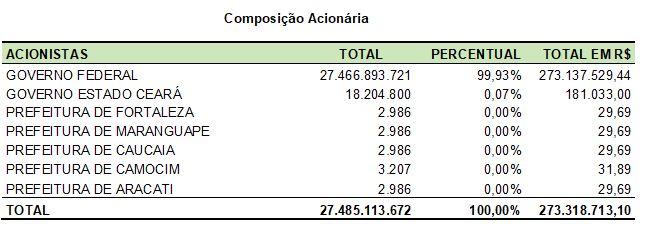 Composição Acionária
ACIONISTAS TOTAL PERCENTUAL TOTAL EM R$
GOVERNO FEDERAL 27.466.893.721 99,93% 273.137.529,44
GOVERNO ESTADO CEARÁ 18.204.800 0,07% 181.033,00
PREFEITURA DE FORTALEZA 2.986 0,00% 29,69
PREFEITURA DE MARANGUAPE 2.986 0,00% 29,69
PREFEITURA DE CAUCAIA 2.986 0,00% 29,69
PREFEITURA DE CAMOCIM 3.207 0,00% 31,89
PREFEITURA DE ARACATI 2.986 0,00% 29,69
TOTAL 27.485.113.672 100,00% 273.318.713,10